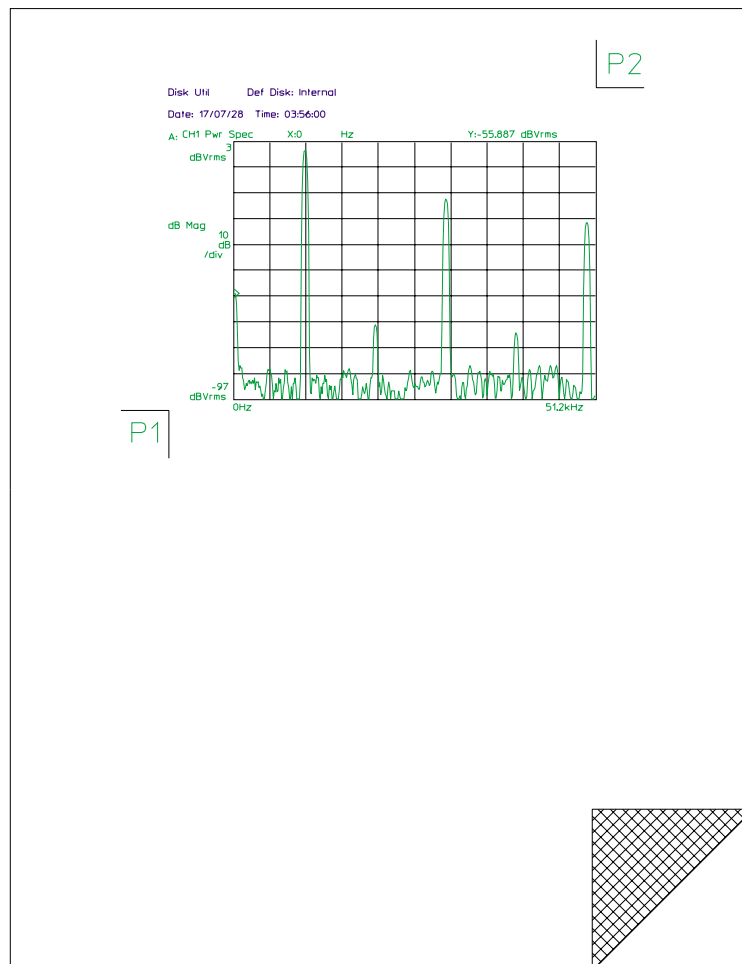 P2
Disk Util Def Disk: Internal
Date: 17/07/28 Time: 03:56:00
A: CH1 Pwr Spec X:0 Hz Y:-55.887 dBVrms
3
dBVrms
dB Mag
10
dB
/div
-97
dBVrms
0Hz 51.2kHz
P1